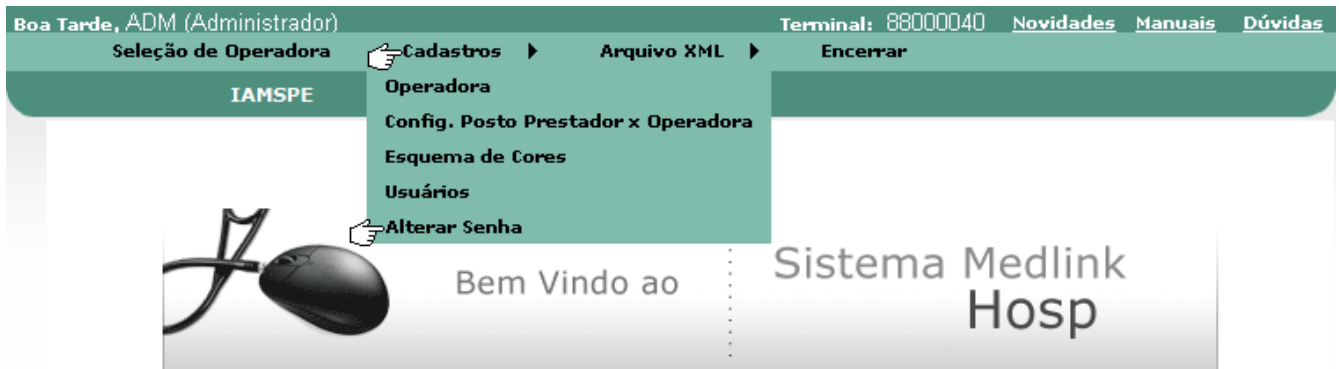 Boa Tarde, ADM (Administrador) Terminal: 88000040 Novidades Manuais Dúvidas
Seleção de Operadora Cadastros Arquivo XML Encerrar
IAMSPE
Operadora
Config. Posto Prestador x Operadora
Esquema de Cores
Usuários
Alterar Senha
Bem Vindo ao
Sistema Medlink
Hosp